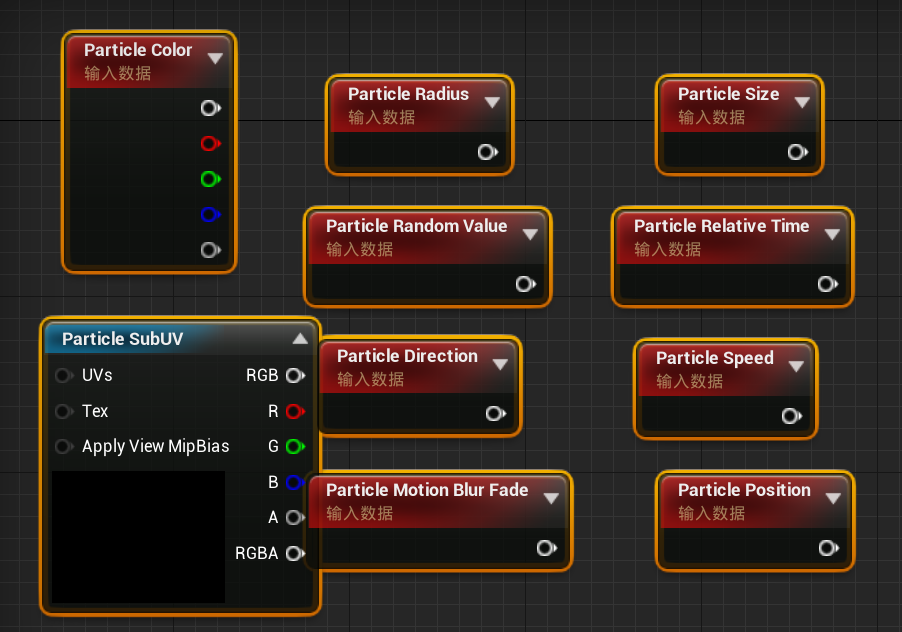 Particle Color
输入数据
Particle Radius
输入数据
Particle Size
输入数据
Particle Random Value
输入数据
Particle Relative Time
输入数据
Particle SubUV
UVs
RGB
Tex
R
Apply View MipBias
G
B
A
RGBA
Particle Direction
输入数据
Particle Speed
输入数据
Particle Motion Blur Fade
输入数据
Particle Position
输入数据